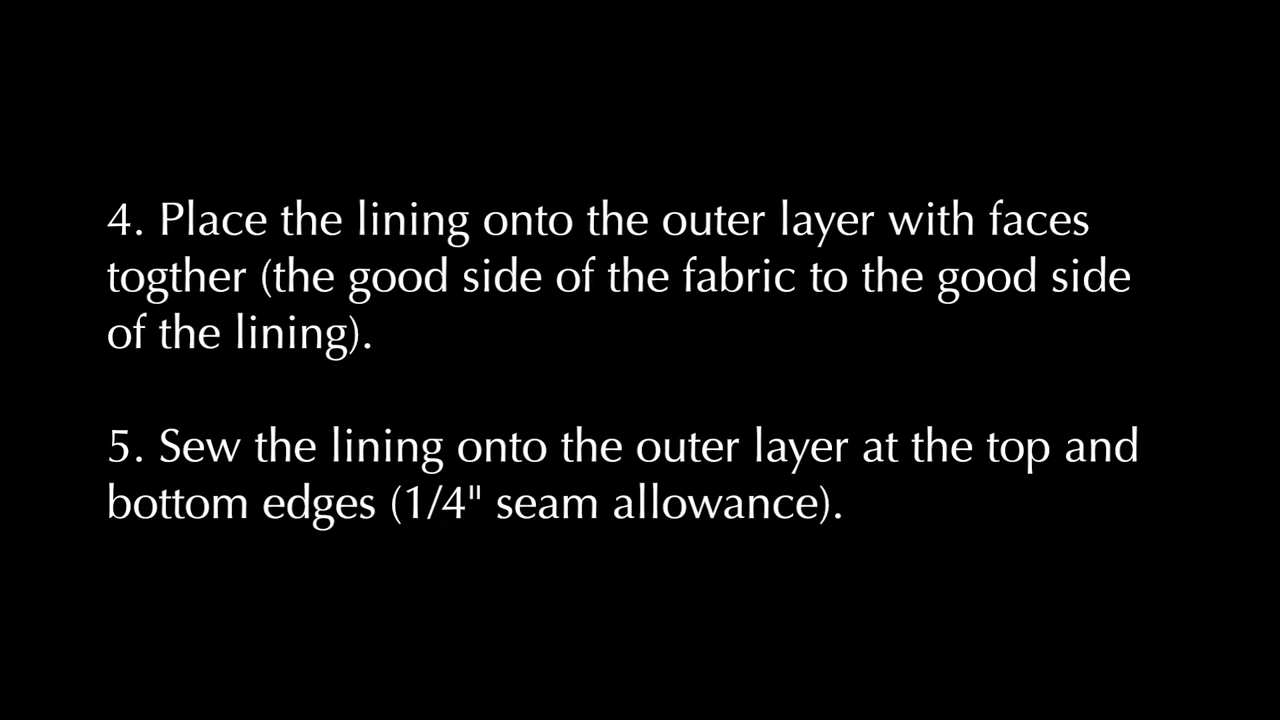 4. Place the lining onto the outer layer with faces
togther (the good side of the fabric to the good side
of the lining).
5. Sew the lining onto the outer layer at the top and
bottom edges (1/4" seam allowance).